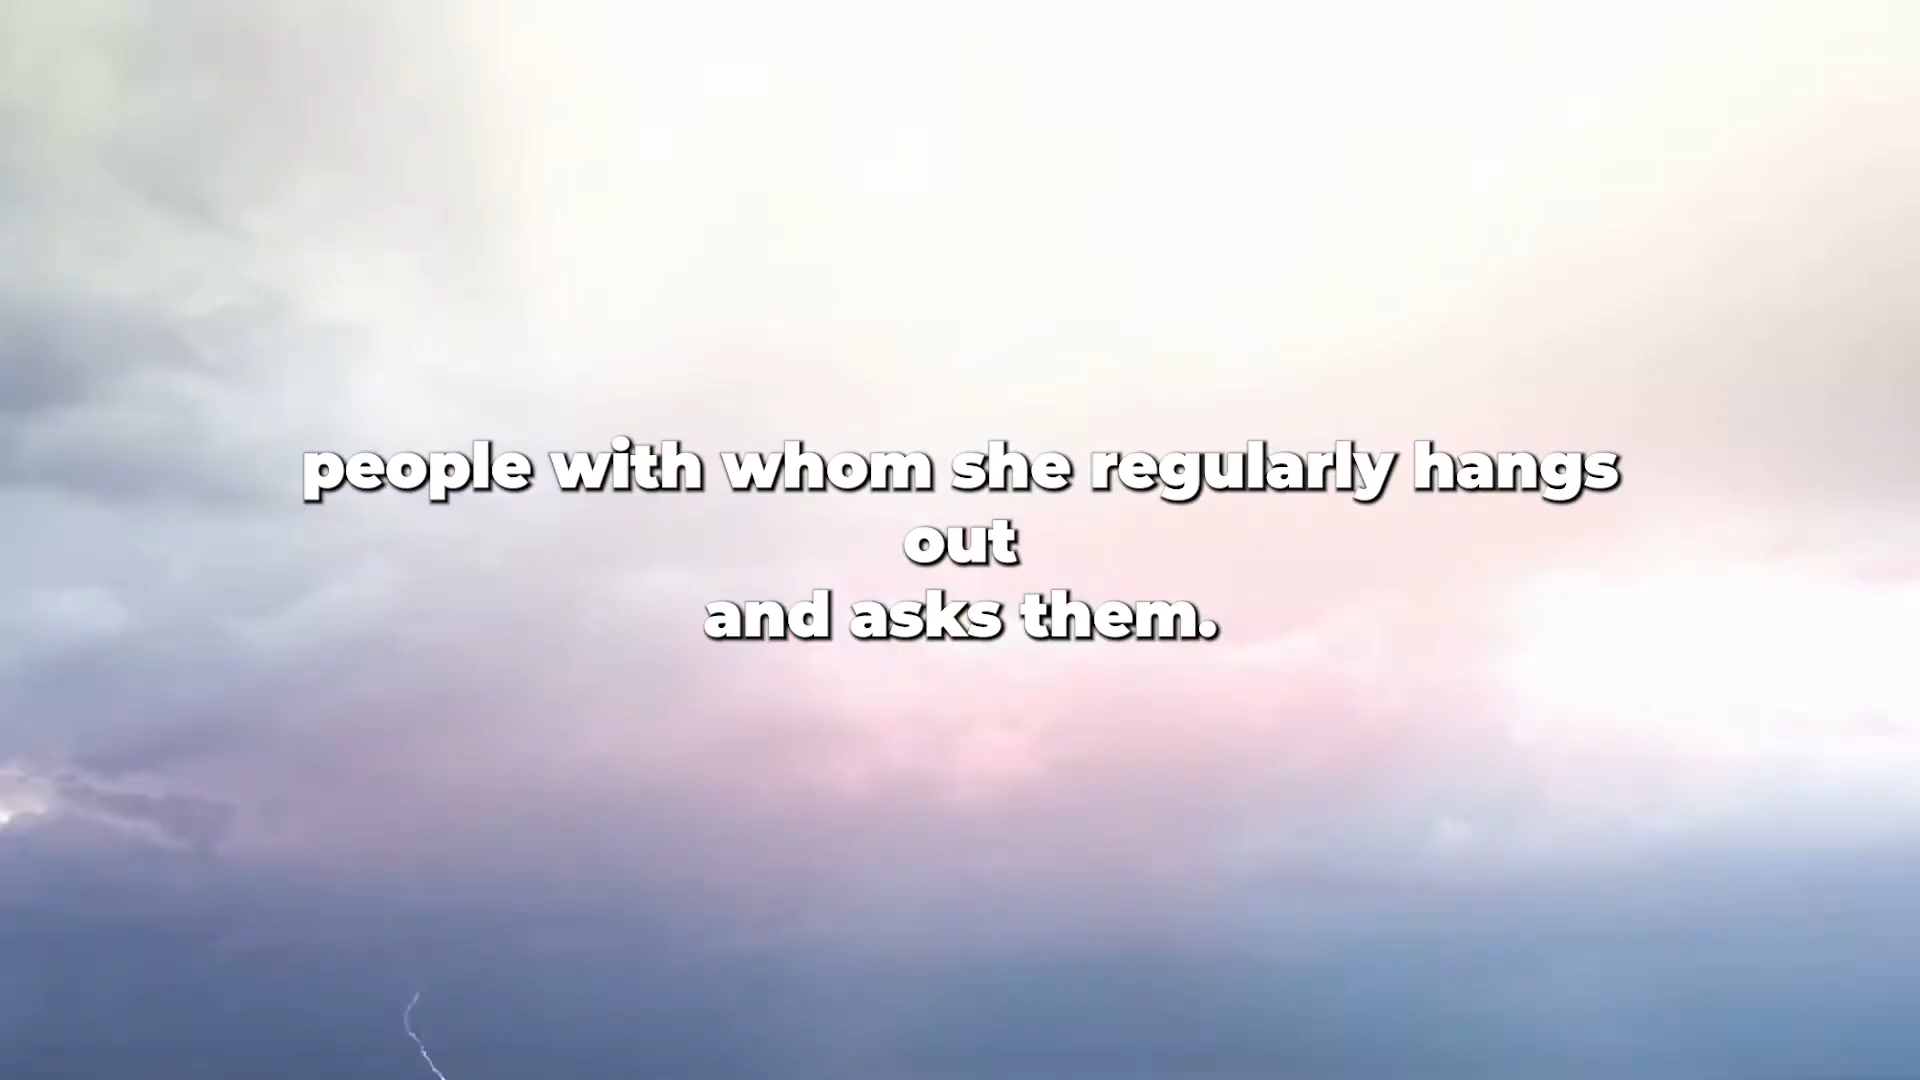 people with whom she regularly hangs
out
and asks them.